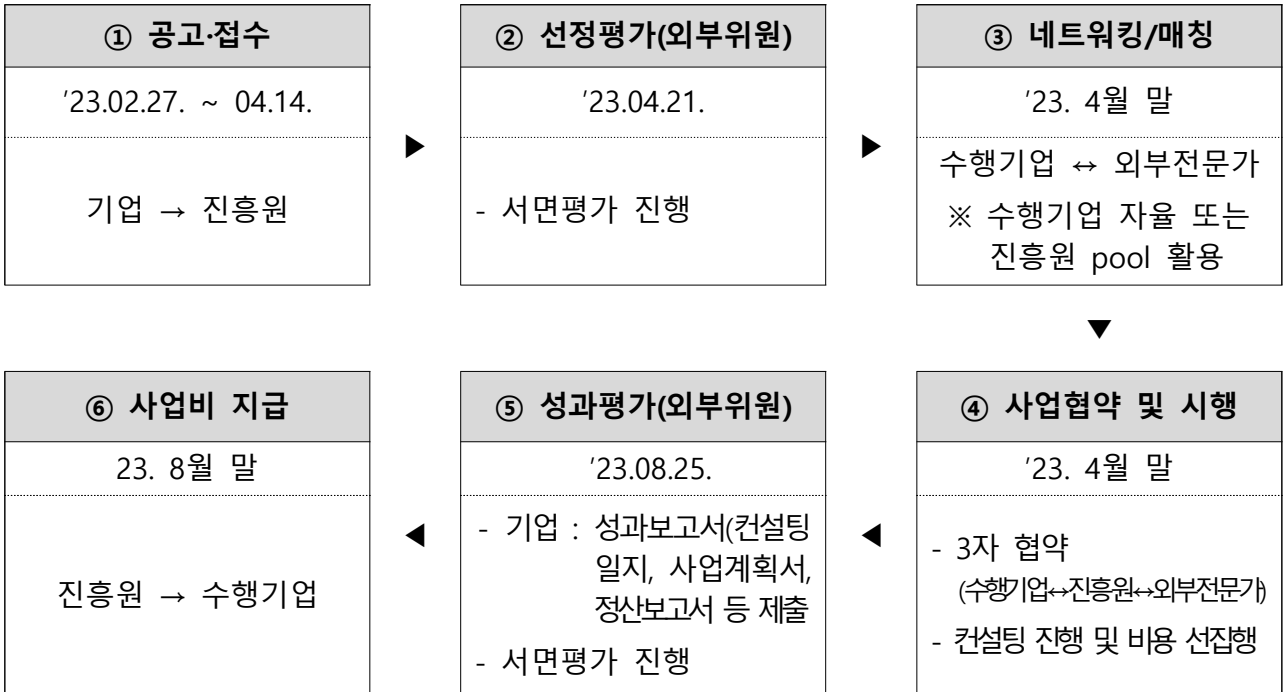 ① 공고·접수
'23.02.27. ~ 04.14.
기업 → 진흥원
▶
② 선정평가(외부위원)
'23.04.21.
- 서면평가 진행
▶
③ 네트워킹/매칭
'23. 4월 말
수행기업 ↔ 외부전문가
※ 수행기업 자율 또는
진흥원 pool 활용
▼
④ 사업협약 및 시행
'23. 4월 말
- 3자 협약
(수행기업↔진흥원↔외부전문가)
- 컨설팅 진행 및 비용 선집행
◀
⑤ 성과평가(외부위원)
'23.08.25.
- 기업 : 성과보고서(컨설팅
일지, 사업계획서,
정산보고서 등 제출
- 서면평가 진행
◀
⑥ 사업비 지급
23. 8월 말
진흥원 → 수행기업